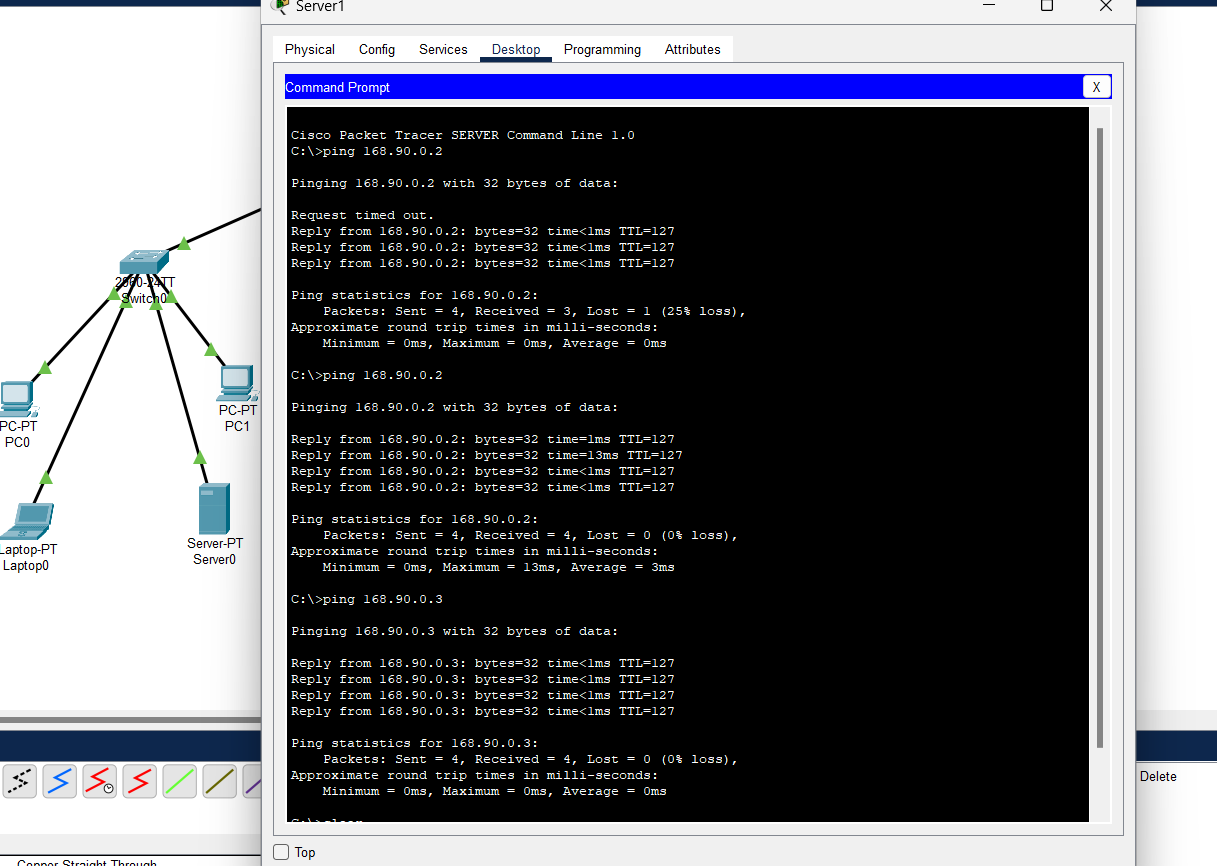 Server1
Physical Config Services Desktop Programming Attributes
Command Prompt
X
Cisco Packet Tracer SERVER Command Line 1.0
C:\>ping 168.90.0.2
Pinging 168.90.0.2 with 32 bytes of data:
Request timed out.
Reply from 168.90.0.2: bytes=32 time<1ms TTL=127
Reply from 168.90.0.2: bytes=32 time<1ms TTL=127
Reply from 168.90.0.2: bytes=32 time<1ms TTL=127
Ping statistics for 168.90.0.2:
Packets: Sent = 4, Received = 3, Lost = 1 (25% loss),
Approximate round trip times in milli-seconds:
Minimum = 0ms, Maximum = 0ms, Average = 0ms
C:\>ping 168.90.0.2
Pinging 168.90.0.2 with 32 bytes of data:
Reply from 168.90.0.2: bytes=32 time=1ms TTL=127
Reply from 168.90.0.2: bytes=32 time=13ms TTL=127
Reply from 168.90.0.2: bytes=32 time<1ms TTL=127
Reply from 168.90.0.2: bytes=32 time<1ms TTL=127
Ping statistics for 168.90.0.2:
Packets: Sent = 4, Received = 4, Lost = 0 (0% loss),
Approximate round trip times in milli-seconds:
Minimum = 0ms, Maximum = 13ms, Average = 3ms
C:\>ping 168.90.0.3
Pinging 168.90.0.3 with 32 bytes of data:
Reply from 168.90.0.3: bytes=32 time<1ms TTL=127
Reply from 168.90.0.3: bytes=32 time<1ms TTL=127
Reply from 168.90.0.3: bytes=32 time<1ms TTL=127
Reply from 168.90.0.3: bytes=32 time<1ms TTL=127
Ping statistics for 168.90.0.3:
Packets: Sent = 4, Received = 4, Lost = 0 (0% loss),
Approximate round trip times in milli-seconds:
Minimum = 0ms, Maximum = 0ms, Average = 0ms
Top
2960-24TT
Switch0
PC-PT
PC0
PC-PT
PC1
Laptop-PT
Laptop0
Server-PT
Server0
Delete
Copper Straight-Through